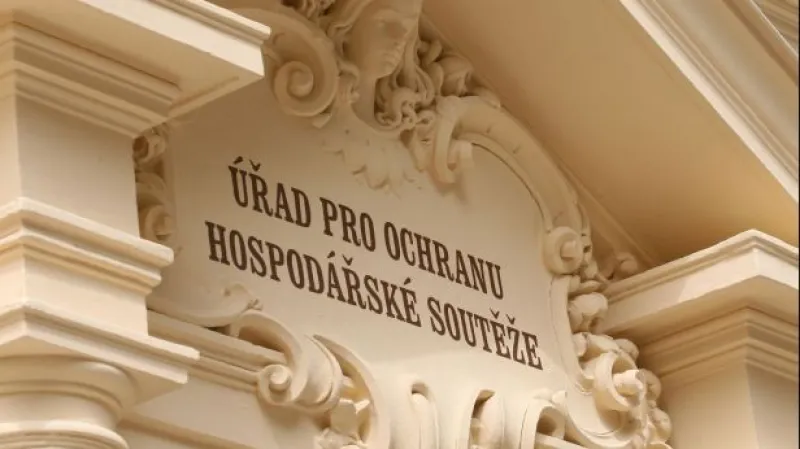 ÚŘAD PRO OCHRANU
HOSPODÁŘSKÉ SOUTĚŽE